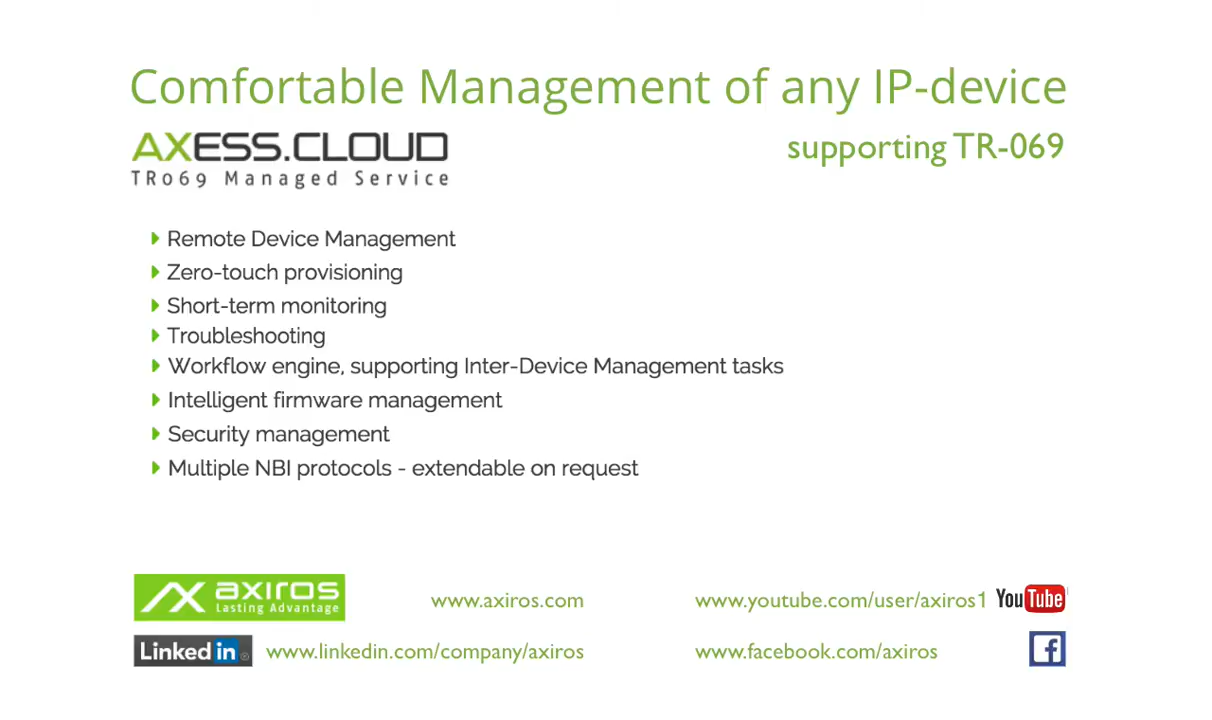 Comfortable Management of any IP-device
AXESS.CLOUD
TR069 Managed Service
supporting TR-069
Remote Device Management
Zero-touch provisioning
Short-term monitoring
Troubleshooting
Workflow engine, supporting Inter-Device Management tasks
Intelligent firmware management
Security management
Multiple NBI protocols - extendable on request
axiros
Lasting Advantage
www.axiros.com
www.youtube.com/user/axiros1
YouTube
Linked in
www.linkedin.com/company/axiros
www.facebook.com/axiros
f